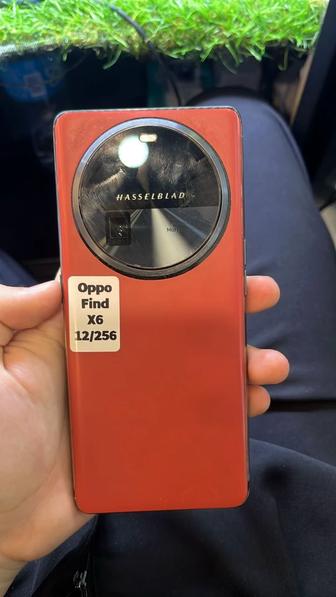 HASSELBLAD
Oppo
Find
X6
12/256